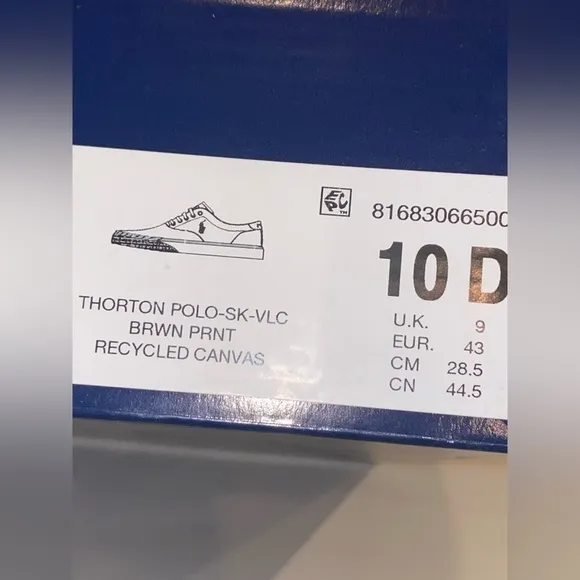 EPC™
81683066500
10 D
THORTON POLO-SK-VLC
BRWN PRNT
RECYCLED CANVAS
U.K. 9
EUR. 43
CM 28.5
CN 44.5